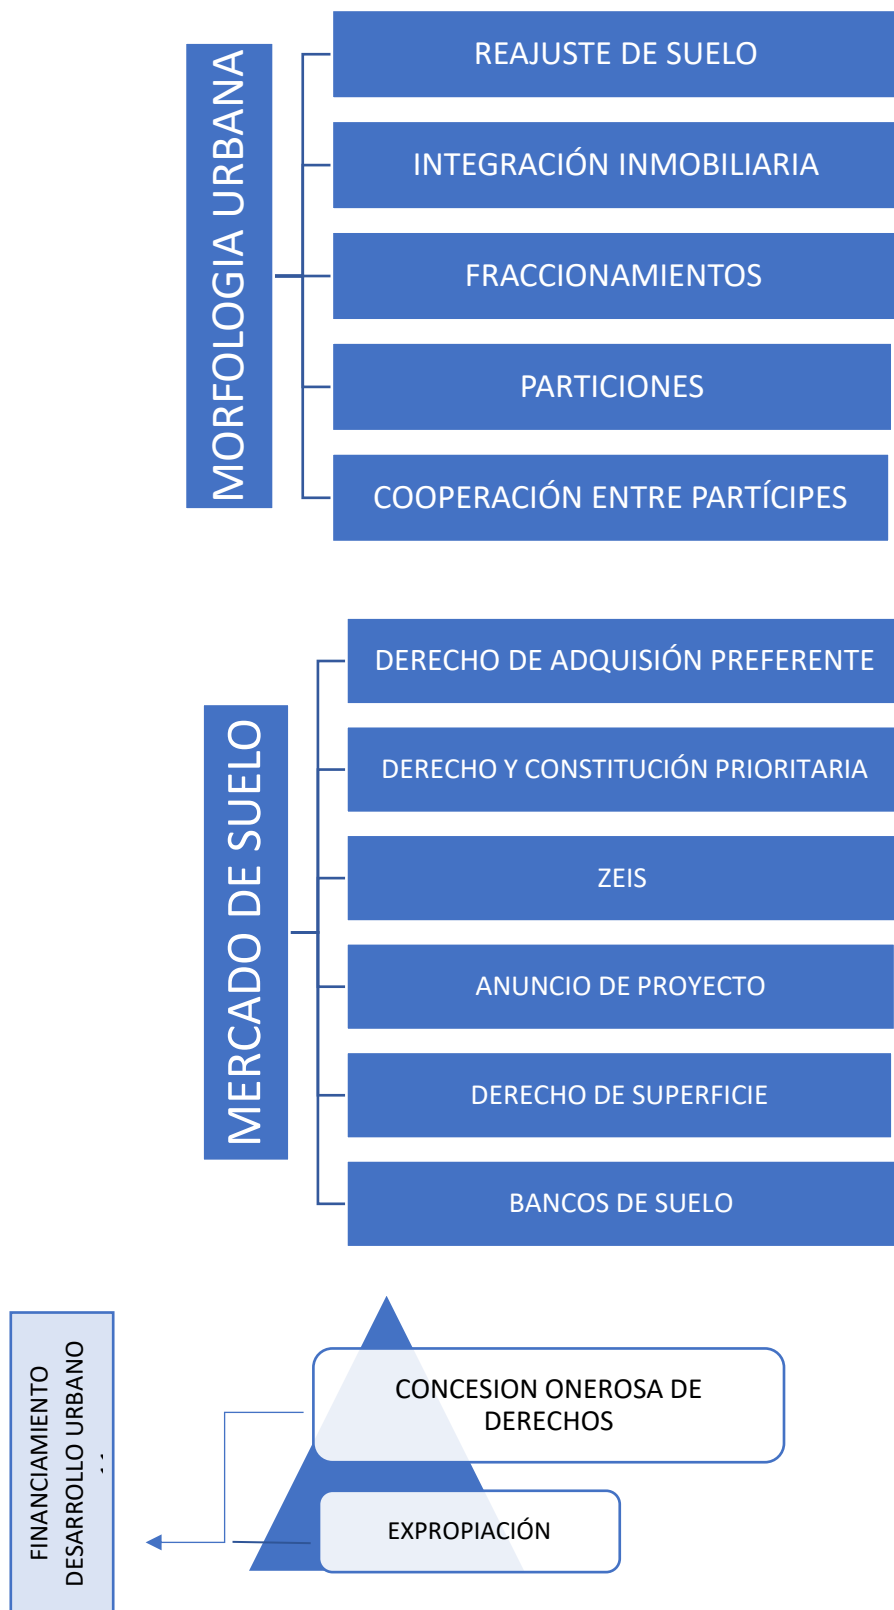 MORFOLOGIA URBANA
REAJUSTE DE SUELO
INTEGRACIÓN INMOBILIARIA
FRACCIONAMIENTOS
PARTICIONES
COOPERACIÓN ENTRE PARTÍCIPES
MERCADO DE SUELO
DERECHO DE ADQUISIÓN PREFERENTE
DERECHO Y CONSTITUCIÓN PRIORITARIA
ZEIS
ANUNCIO DE PROYECTO
DERECHO DE SUPERFICIE
BANCOS DE SUELO
FINANCIAMIENTO
DESARROLLO URBANO
CONCESION ONEROSA DE
DERECHOS
EXPROPIACIÓN